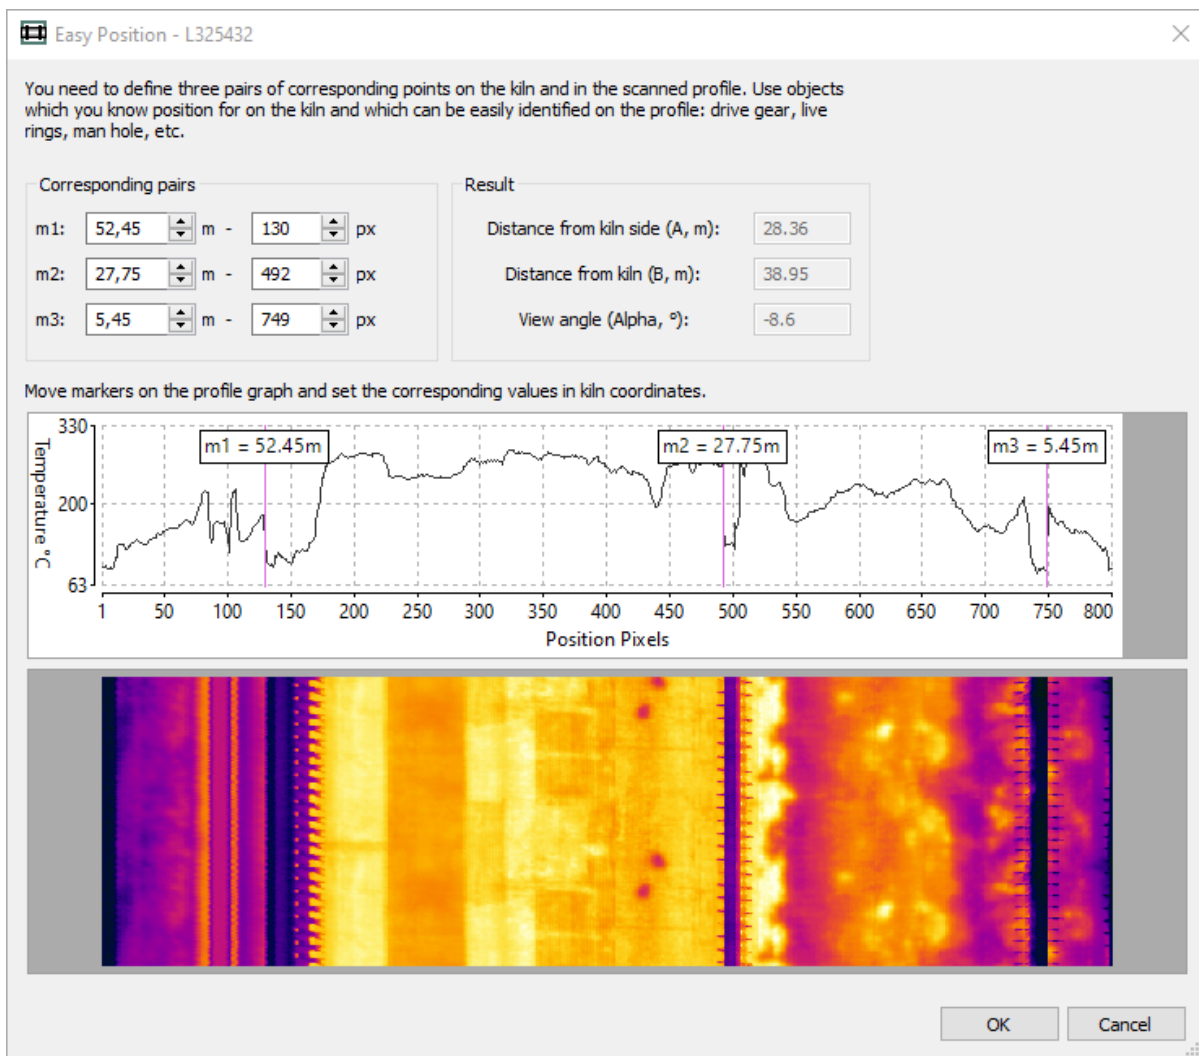 Easy Position - L325432
You need to define three pairs of corresponding points on the kiln and in the scanned profile. Use objects
which you know position for on the kiln and which can be easily identified on the profile: drive gear, live
rings, man hole, etc.
Corresponding pairs
m1: 52,45 m - 130 px
m2: 27,75 m - 492 px
m3: 5,45 m - 749 px
Result
Distance from kiln side (A, m): 28.36
Distance from kiln (B, m): 38.95
View angle (Alpha, °): -8.6
Move markers on the profile graph and set the corresponding values in kiln coordinates.
Temperature °C
330
200
63
m1 = 52.45m
m2 = 27.75m
m3 = 5.45m
1 50 100 150 200 250 300 350 400 450 500 550 600 650 700 750 800
Position Pixels
OK
Cancel